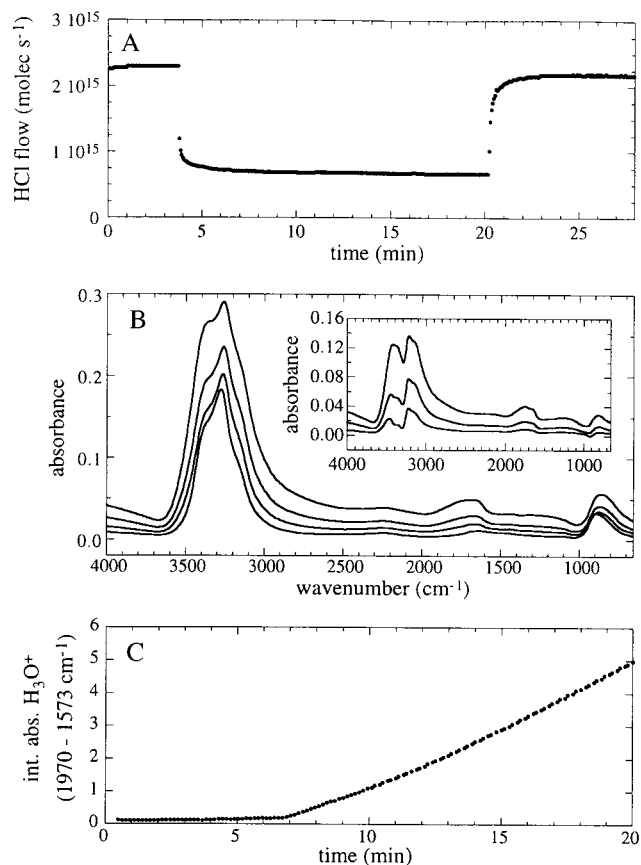 A
HCl flow (molec s⁻¹)
3 10¹⁵
2 10¹⁵
1 10¹⁵
0
0 5 10 15 20 25
time (min)
B
absorbance
0.3
0.2
0.1
0.0
4000 3500 3000 2500 2000 1500 1000
wavenumber (cm⁻¹)
absorbance
0.16
0.12
0.08
0.04
0.00
4000 3000 2000 1000
C
int. abs. H₃O⁺
(1970 - 1573 cm⁻¹)
6
5
4
3
2
1
0
0 5 10 15 20
time (min)